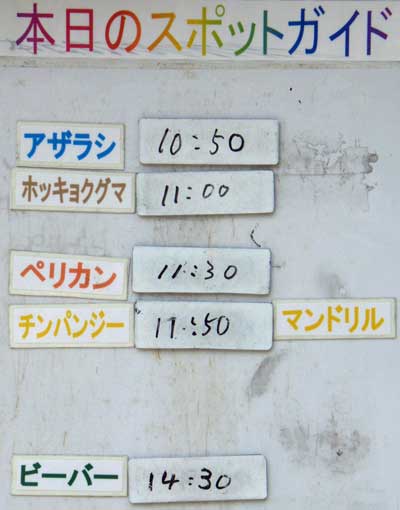 本日のスポットガイド
アザラシ 10:50
ホッキョクグマ 11:00
ペリカン 11:30
チンパンジー 11:50 マンドリル
ビーバー 14:30